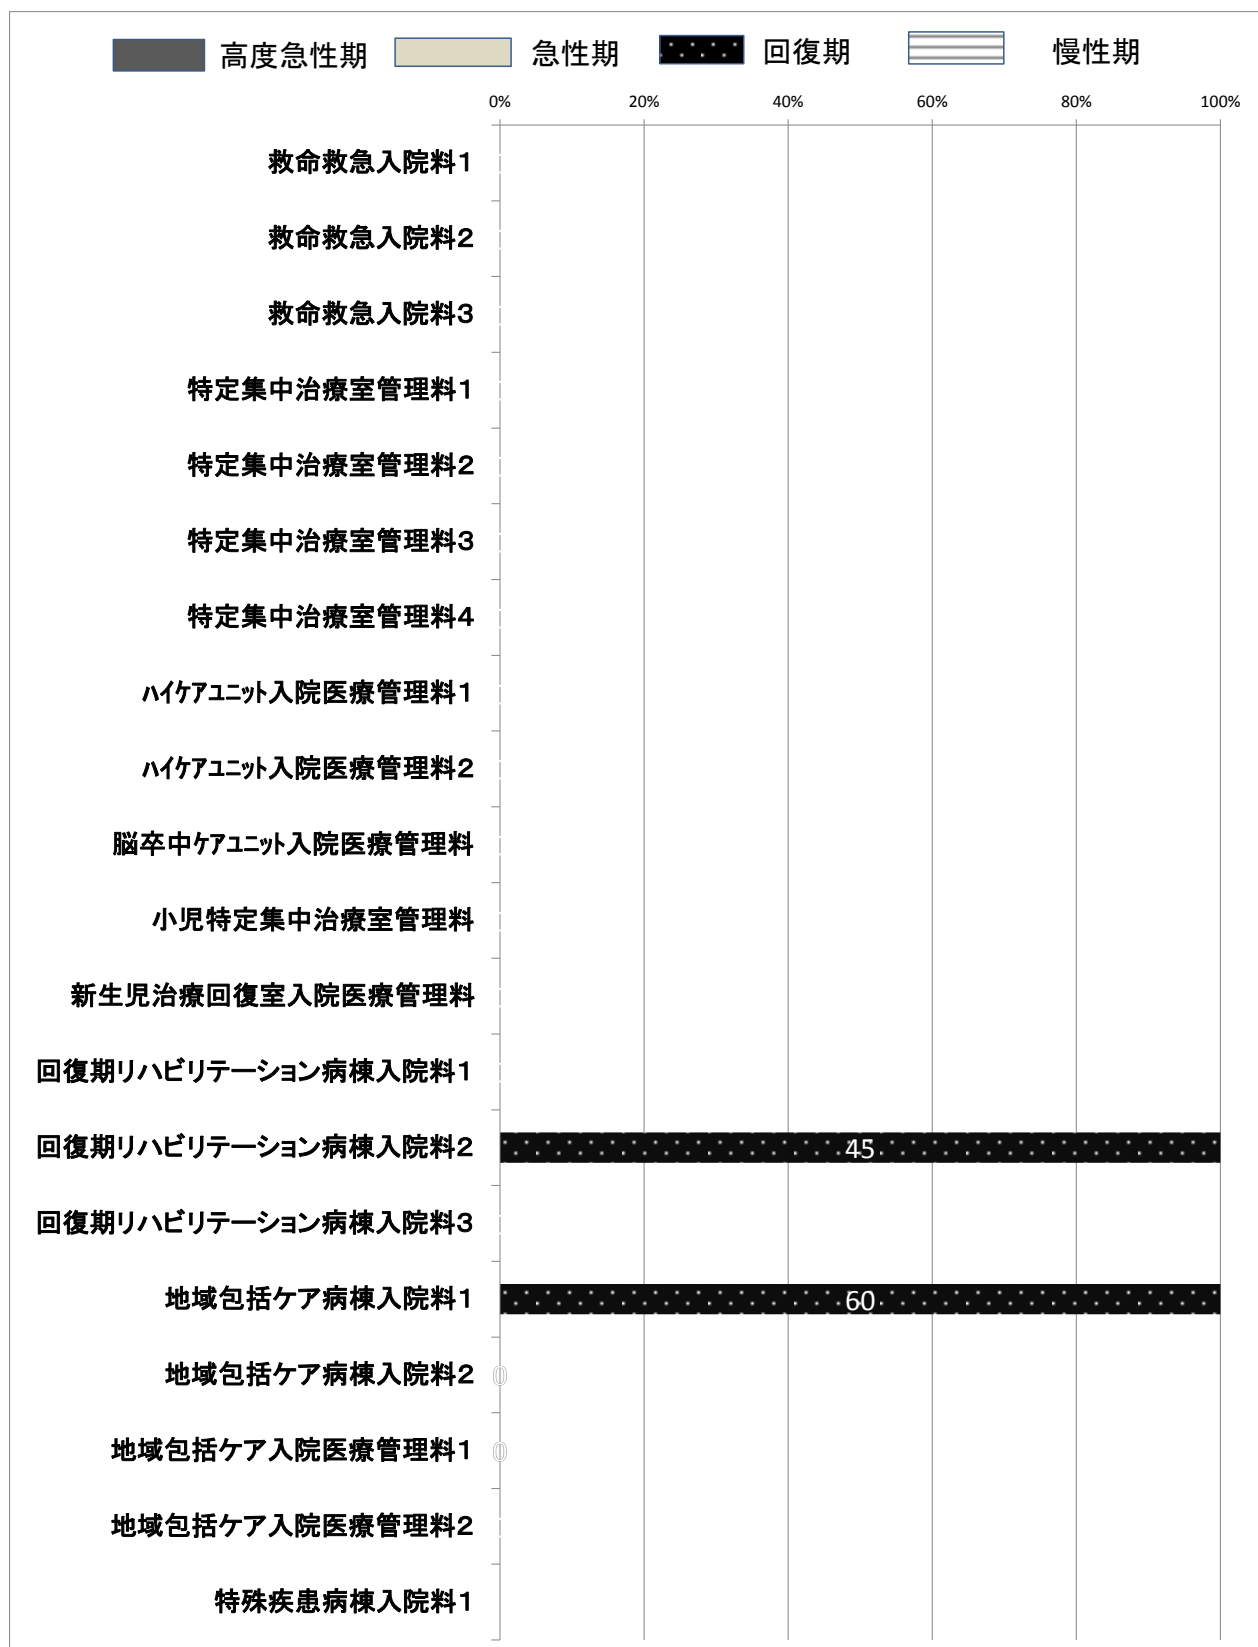 高度急性期 急性期 回復期 慢性期
0% 20% 40% 60% 80% 100%
救命救急入院料1
救命救急入院料2
救命救急入院料3
特定集中治療室管理料1
特定集中治療室管理料2
特定集中治療室管理料3
特定集中治療室管理料4
ﾊｲｹｱﾕﾆｯﾄ入院医療管理料1
ﾊｲｹｱﾕﾆｯﾄ入院医療管理料2
脳卒中ｹｱﾕﾆｯﾄ入院医療管理料
小児特定集中治療室管理料
新生児治療回復室入院医療管理料
回復期リハビリテーション病棟入院料1
回復期リハビリテーション病棟入院料2 45
回復期リハビリテーション病棟入院料3
地域包括ケア病棟入院料1 60
地域包括ケア病棟入院料2 0
地域包括ケア入院医療管理料1 0
地域包括ケア入院医療管理料2
特殊疾患病棟入院料1